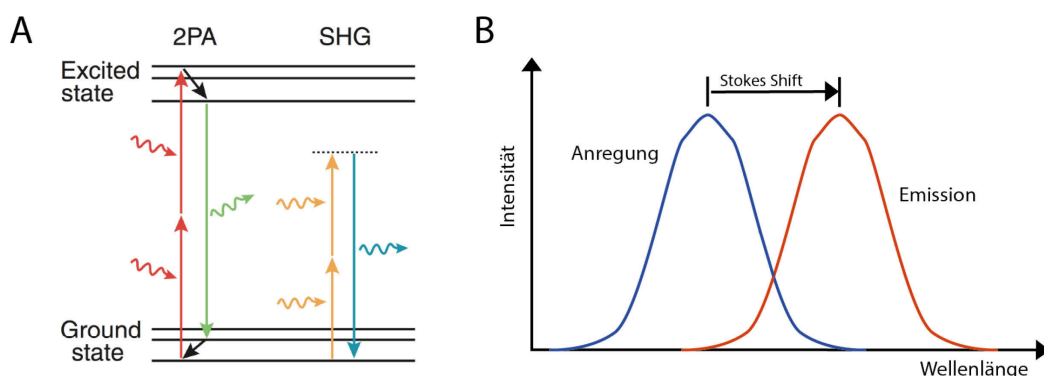 A
2PA
SHG
Excited
state
Ground
state
B
Stokes Shift
Anregung
Emission
Intensität
Wellenlänge